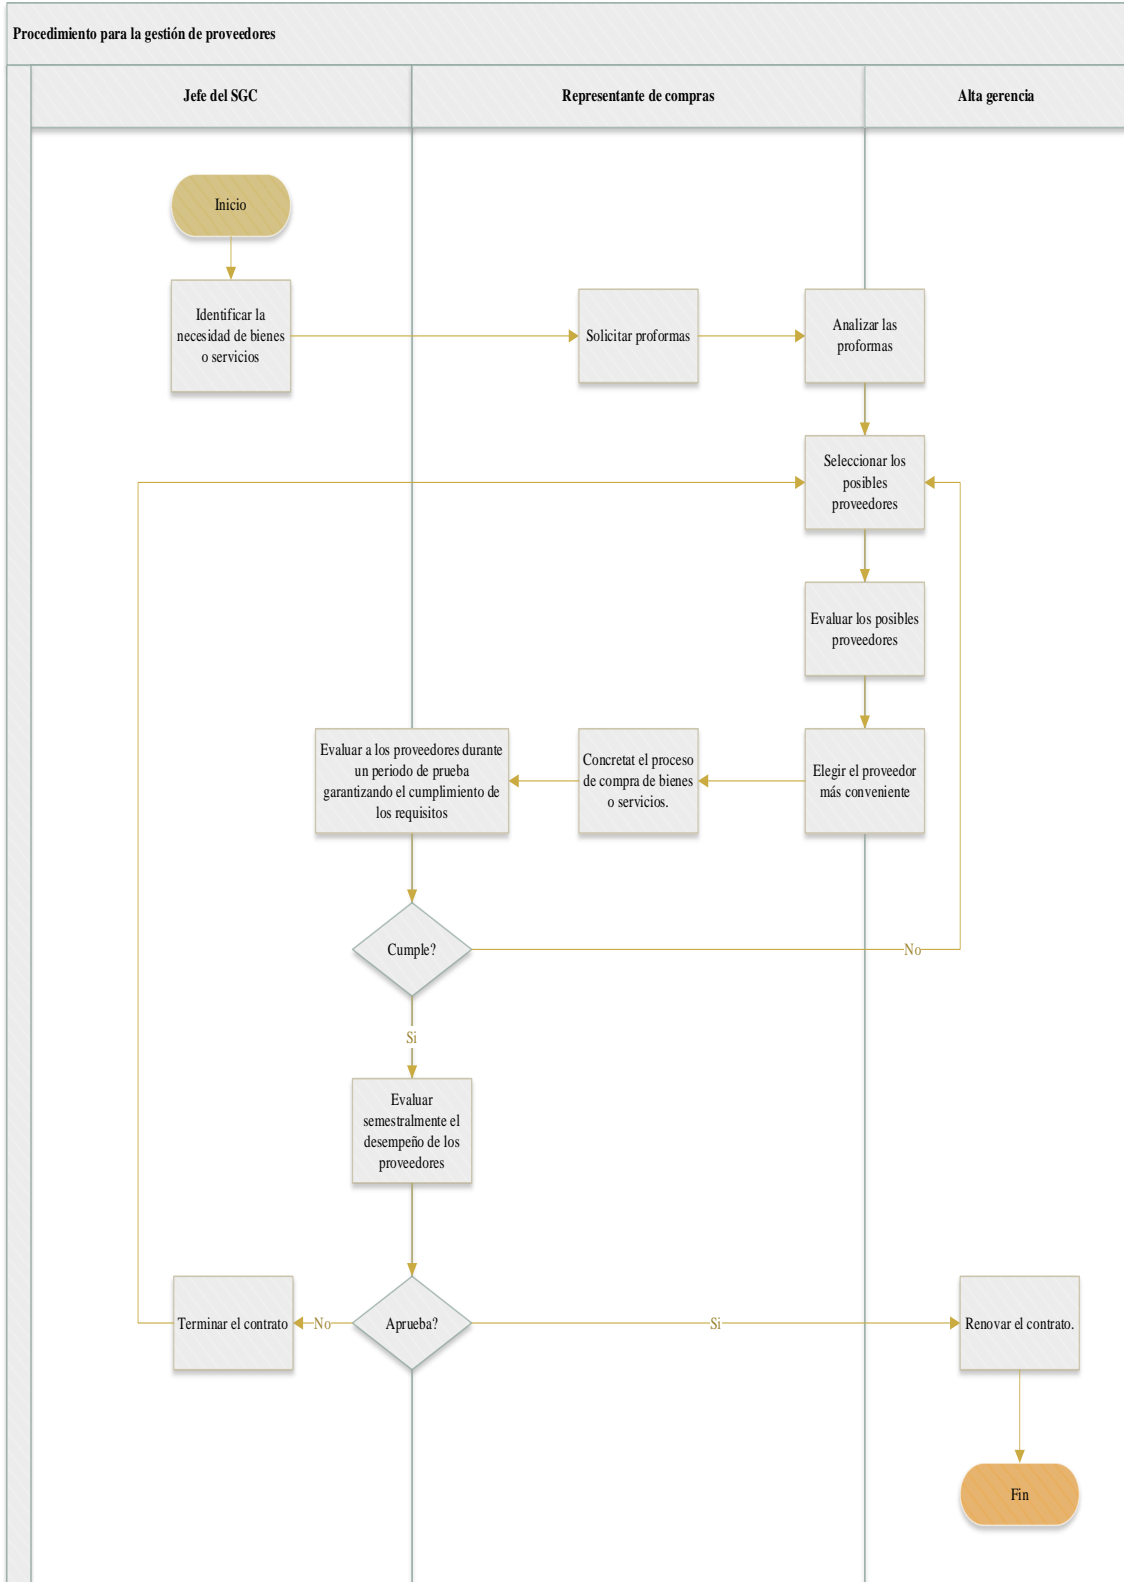 Procedimiento para la gestión de proveedores
Jefe del SGC
Representante de compras
Alta gerencia
Inicio
Identificar la
necesidad de bienes
o servicios
Solicitar proformas
Analizar las
proformas
Seleccionar los
posibles
proveedores
Evaluar los posibles
proveedores
Evaluar a los proveedores durante
un periodo de prueba
garantizando el cumplimiento de
los requisitos
Concretat el proceso
de compra de bienes
o servicios.
Elegir el proveedor
más conveniente
Cumple?
No
Si
Evaluar
semestralmente el
desempeño de los
proveedores
Terminar el contrato
No
Aprueba?
Si
Renovar el contrato.
Fin